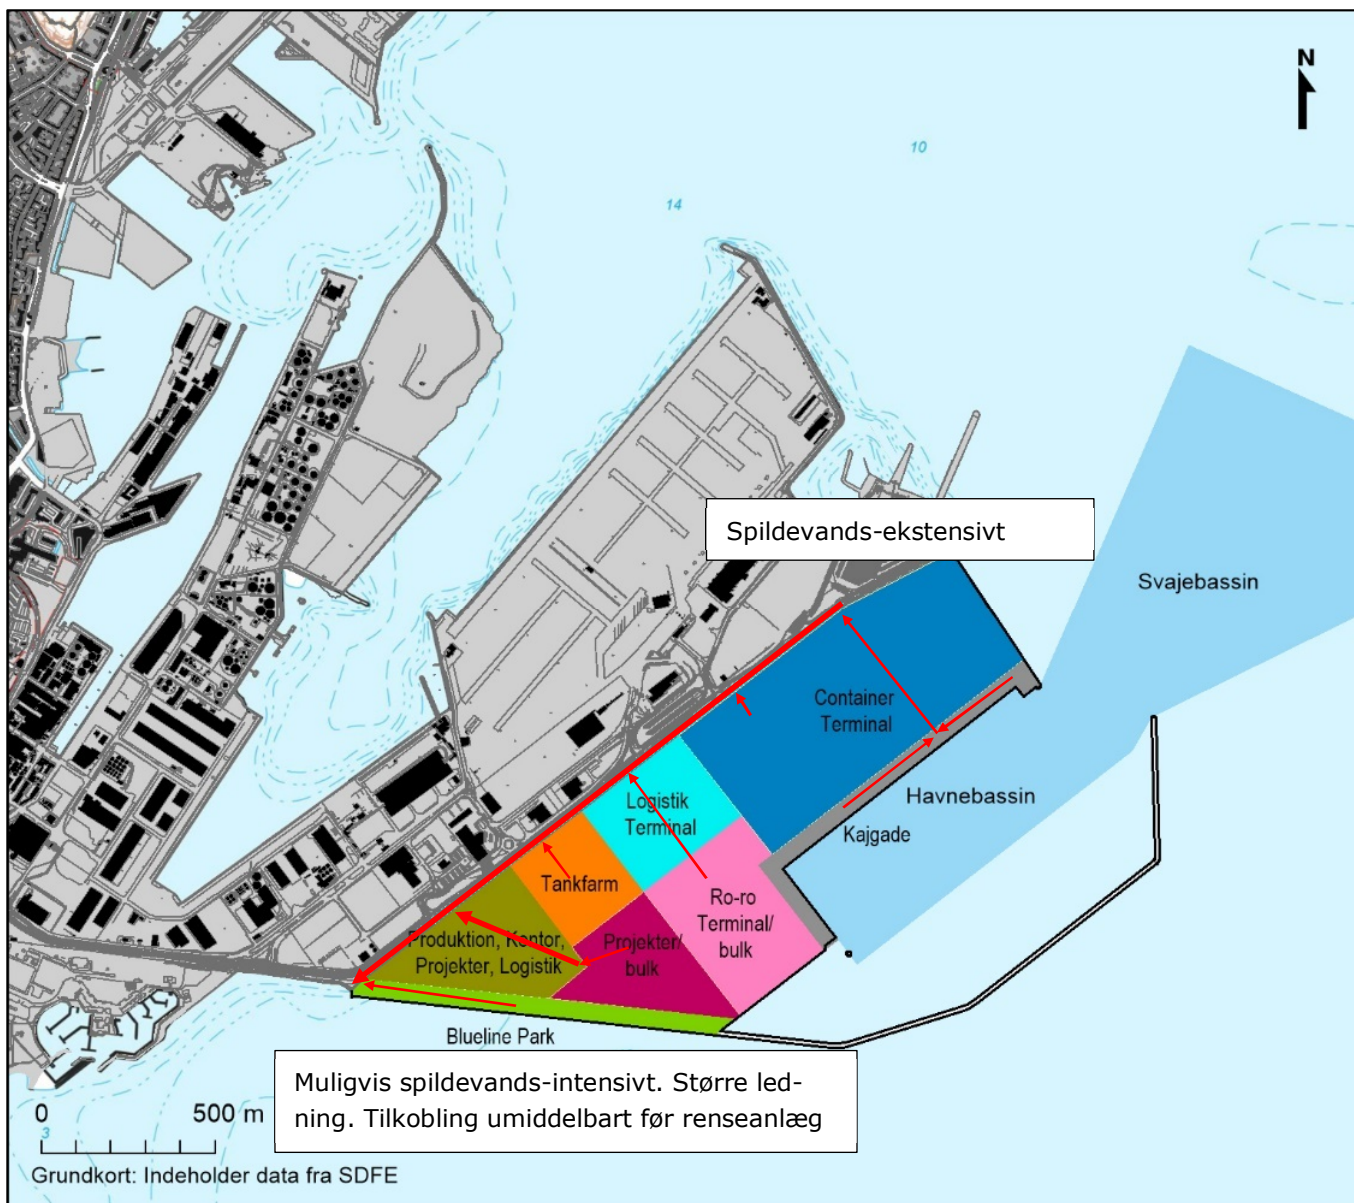 N
10
14
Spildevands-ekstensivt
Svajebassin
Container
Terminal
Havnebassin
Kajgade
Logistik
Terminal
Tankfarm
Ro-ro
Terminal/
bulk
Produktion, Kontor,
Projekter, Logistik
Projekter/
bulk
Blueline Park
Muligvis spildevands-intensivt. Større led-
ning. Tilkobling umiddelbart før renseanlæg
0 500 m
3
Grundkort: Indeholder data fra SDFE